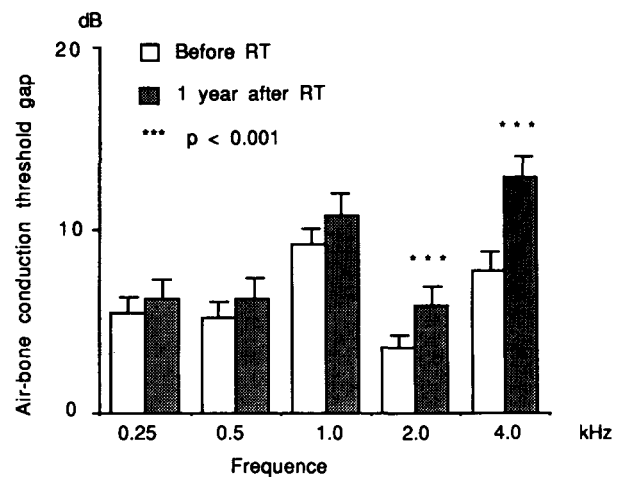 dB
20
Before RT
1 year after RT
*** p < 0.001
***
***
Air-bone conduction threshold gap
10
0
0.25 0.5 1.0 2.0 4.0 kHz
Frequence